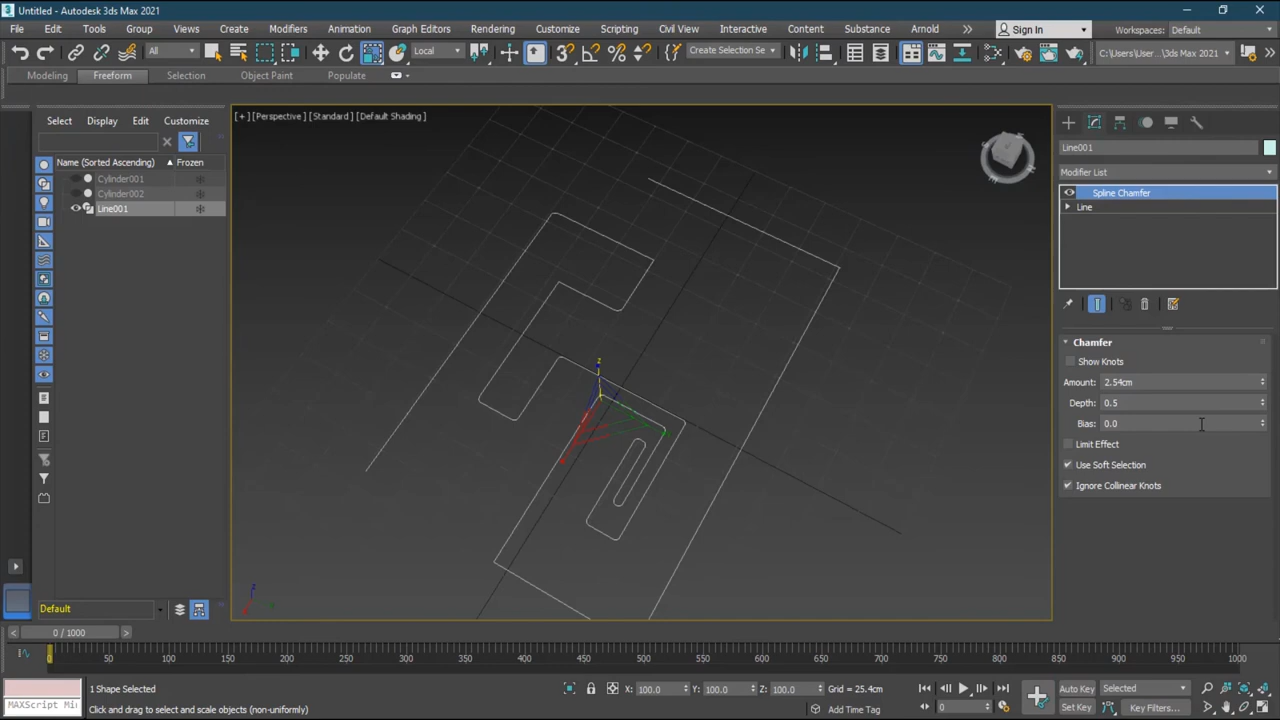 Untitled - Autodesk 3ds Max 2021
File Edit Tools Group Views Create Modifiers Animation Graph Editors Rendering Customize Scripting Civil View Substance Arnold Interactive Content Sign In Workspaces: Default
All Local Create Selection Se C:\Users\User ...\3ds Max 2021
Modeling Freeform Selection Object Paint Populate
Select Display Edit Customize
[+] [Perspective] [Standard] [Default Shading]
Name (Sorted Ascending) Frozen
Cylinder001
Cylinder002
Line001
z
z
Line001
Modifier List
Spline Chamfer
Line
Chamfer
Show Knots
Amount: 2.54cm
Depth: 0.5
Bias: 0.0
Limit Effect
Use Soft Selection
Ignore Collinear Knots
Default
0 / 1000
0 50 100 150 200 250 300 350 400 450 500 550 600 650 700 750 800 850 900 950 1000
1 Shape Selected
X: 100.0 Y: 100.0 Z: 100.0 Grid = 25.4cm
Auto Key Selected
MAXScript Mi
Click and drag to select and scale objects (non-uniformly)
Add Time Tag
0
Set Key Key Filters...